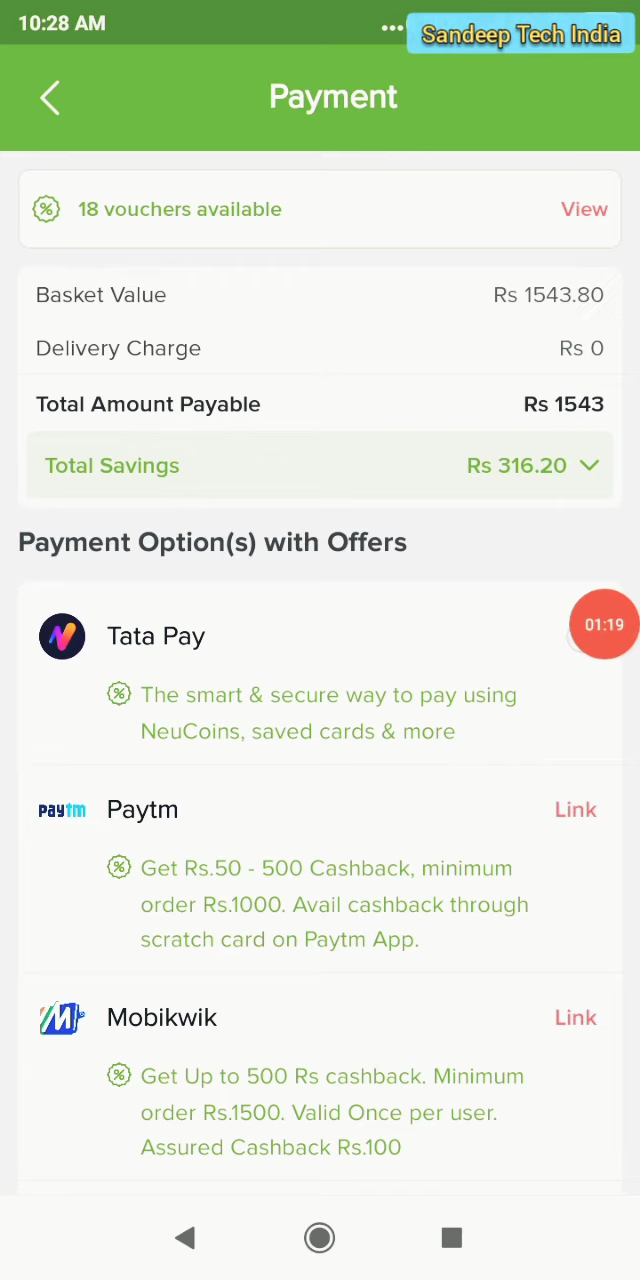 10:28 AM
Sandeep Tech India
Payment
18 vouchers available View
Basket Value Rs 1543.80
Delivery Charge Rs 0
Total Amount Payable Rs 1543
Total Savings Rs 316.20
Payment Option(s) with Offers
Tata Pay
01:19
The smart & secure way to pay using
NeuCoins, saved cards & more
paytm Paytm Link
Get Rs.50 - 500 Cashback, minimum
order Rs.1000. Avail cashback through
scratch card on Paytm App.
Mobikwik Link
Get Up to 500 Rs cashback. Minimum
order Rs.1500. Valid Once per user.
Assured Cashback Rs.100